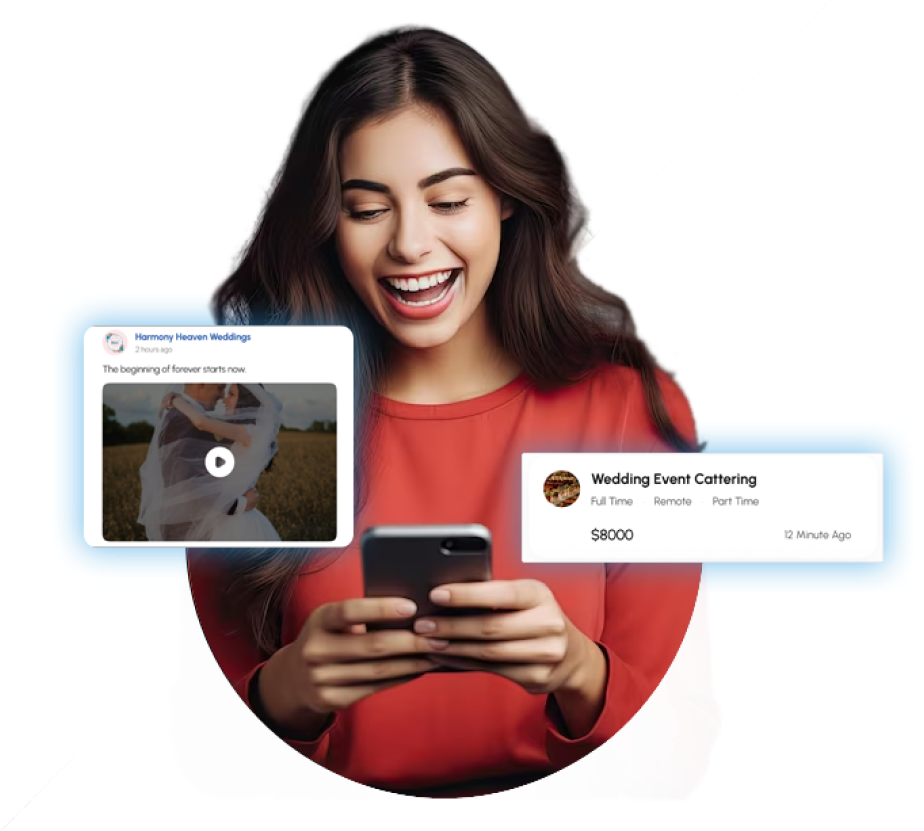 Harmony Heaven Weddings
2 hours ago
The beginning of forever starts now.
Wedding Event Cattering
Full Time Remote Part Time
$8000 12 Minute Ago